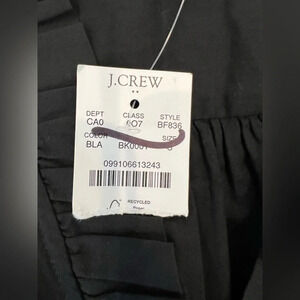 J.CREW
DEPT CLASS STYLE
CA0 607 BF836
COLOR SIZE
BLA BK0001
099106613243
RECYCLED